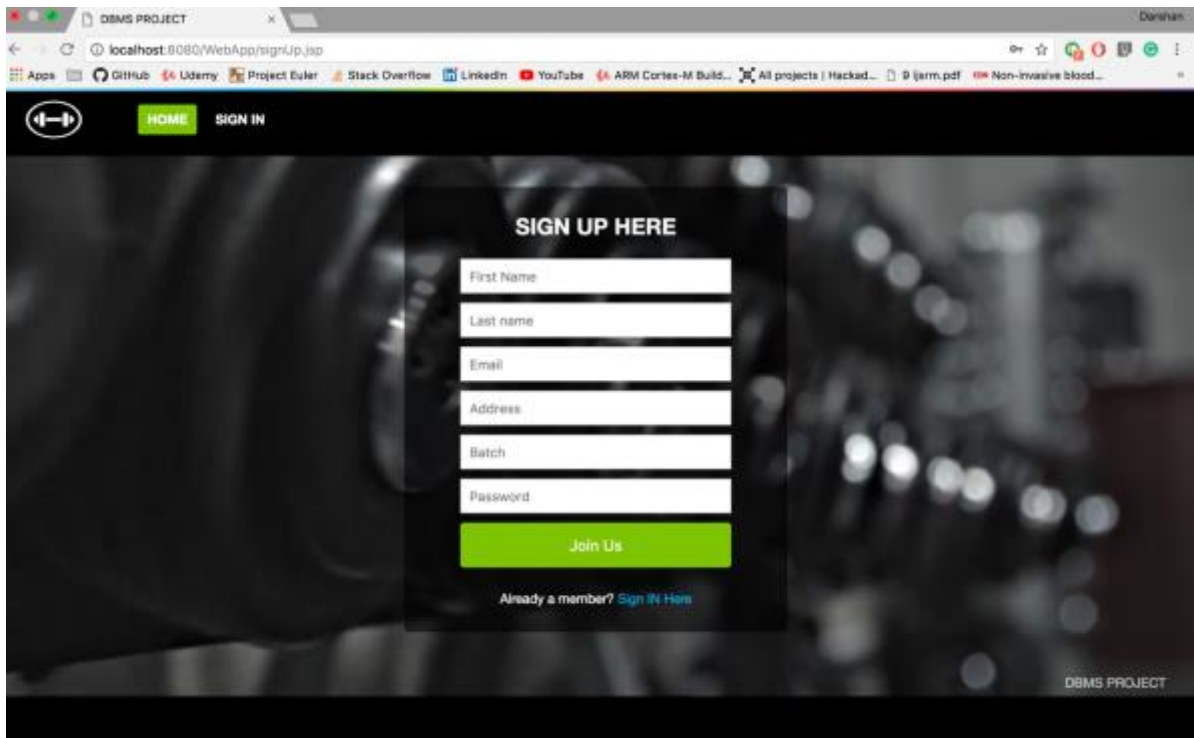 DBMS PROJECT
Darshan
localhost:8080/WebApp/signUp.jsp
Apps GitHub Udemy Project Euler Stack Overflow LinkedIn YouTube ARM Cortex-M Build... All projects | Hackad... 9 ijarm.pdf Non-invasive blood...
HOME SIGN IN
SIGN UP HERE
First Name
Last name
Email
Address
Batch
Password
Join Us
Already a member? Sign IN Here
DBMS PROJECT